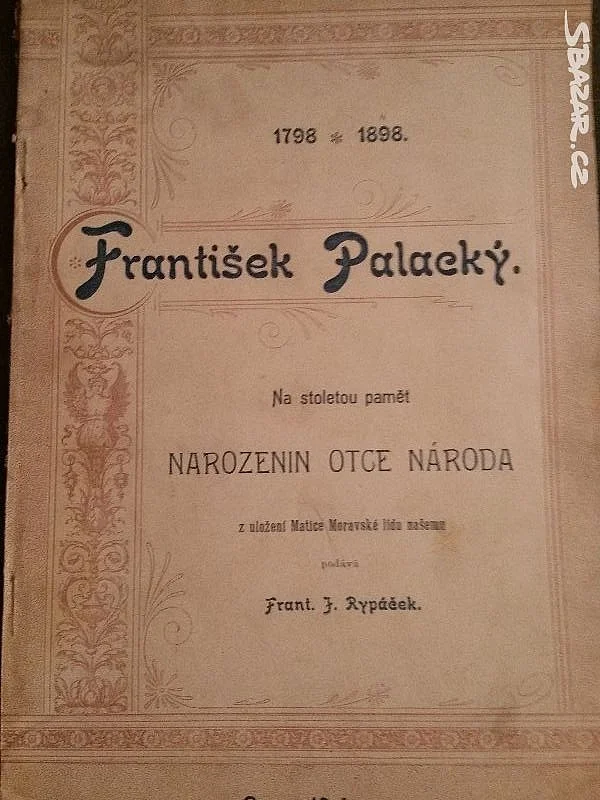 SBAZAR.CZ
1798 * 1898.
František Palacký.
Na stoletou pamět
NAROZENIN OTCE NÁRODA
z uložení Matice Moravské lidu našemu
podává
Frant. J. Rypáček.